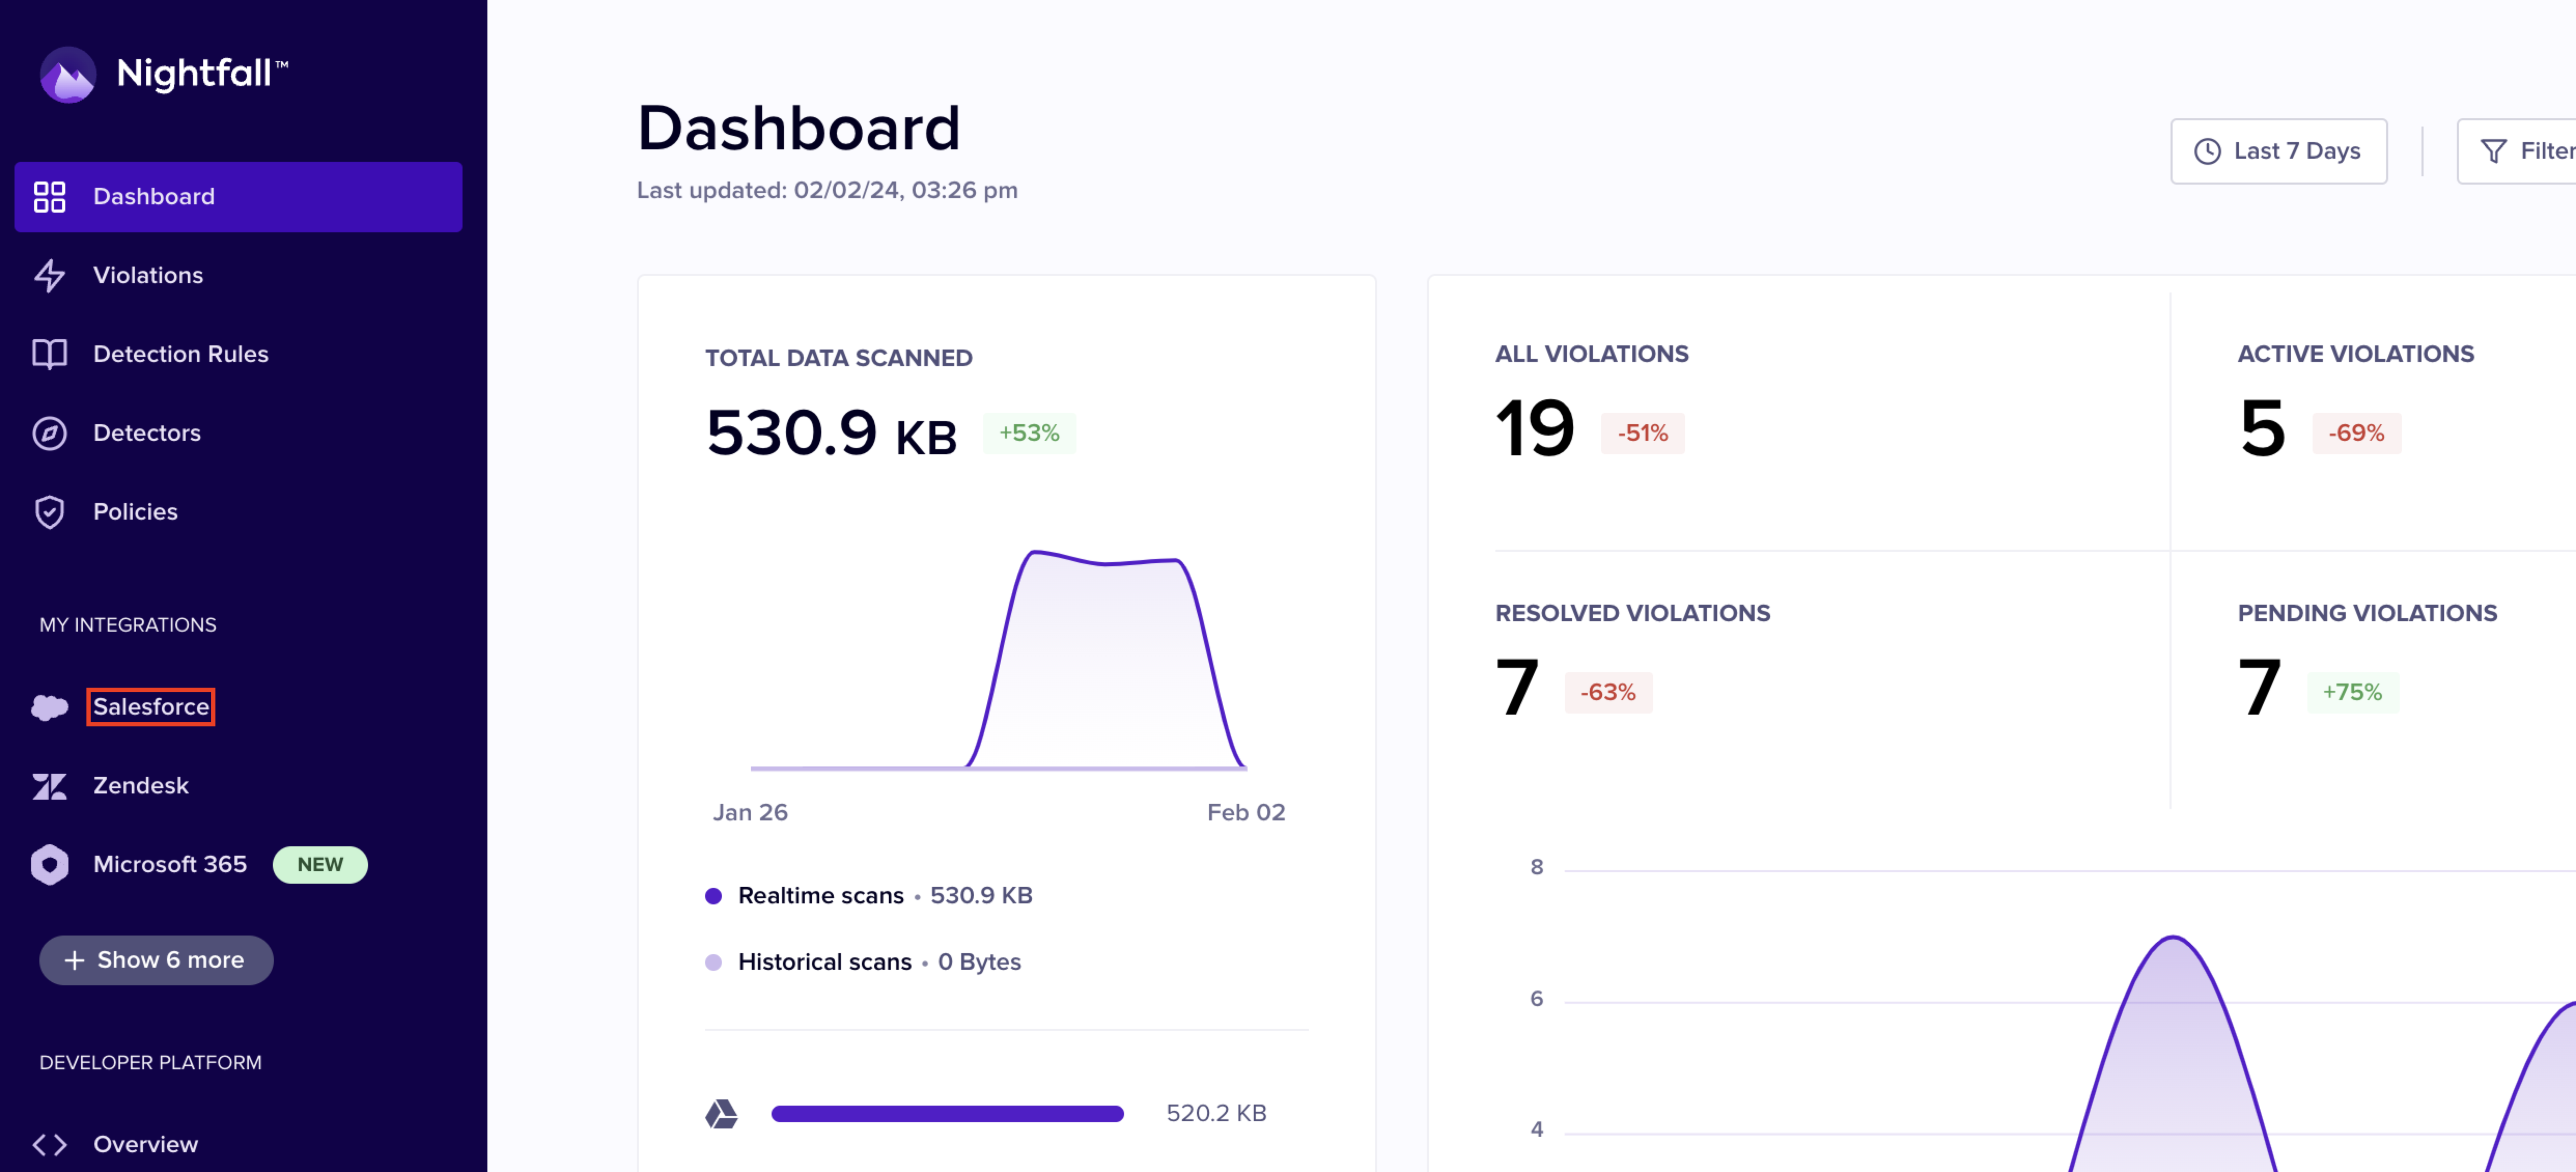 Nightfall™
Dashboard
Violations
Detection Rules
Detectors
Policies
MY INTEGRATIONS
Salesforce
Zendesk
Microsoft 365 NEW
+ Show 6 more
DEVELOPER PLATFORM
Overview
Dashboard
Last updated: 02/02/24, 03:26 pm
Last 7 Days
Filter
TOTAL DATA SCANNED
530.9 KB +53%
Jan 26 Feb 02
Realtime scans • 530.9 KB
Historical scans • 0 Bytes
520.2 KB
ALL VIOLATIONS
19 -51%
ACTIVE VIOLATIONS
5 -69%
RESOLVED VIOLATIONS
7 -63%
PENDING VIOLATIONS
7 +75%
8
6
4